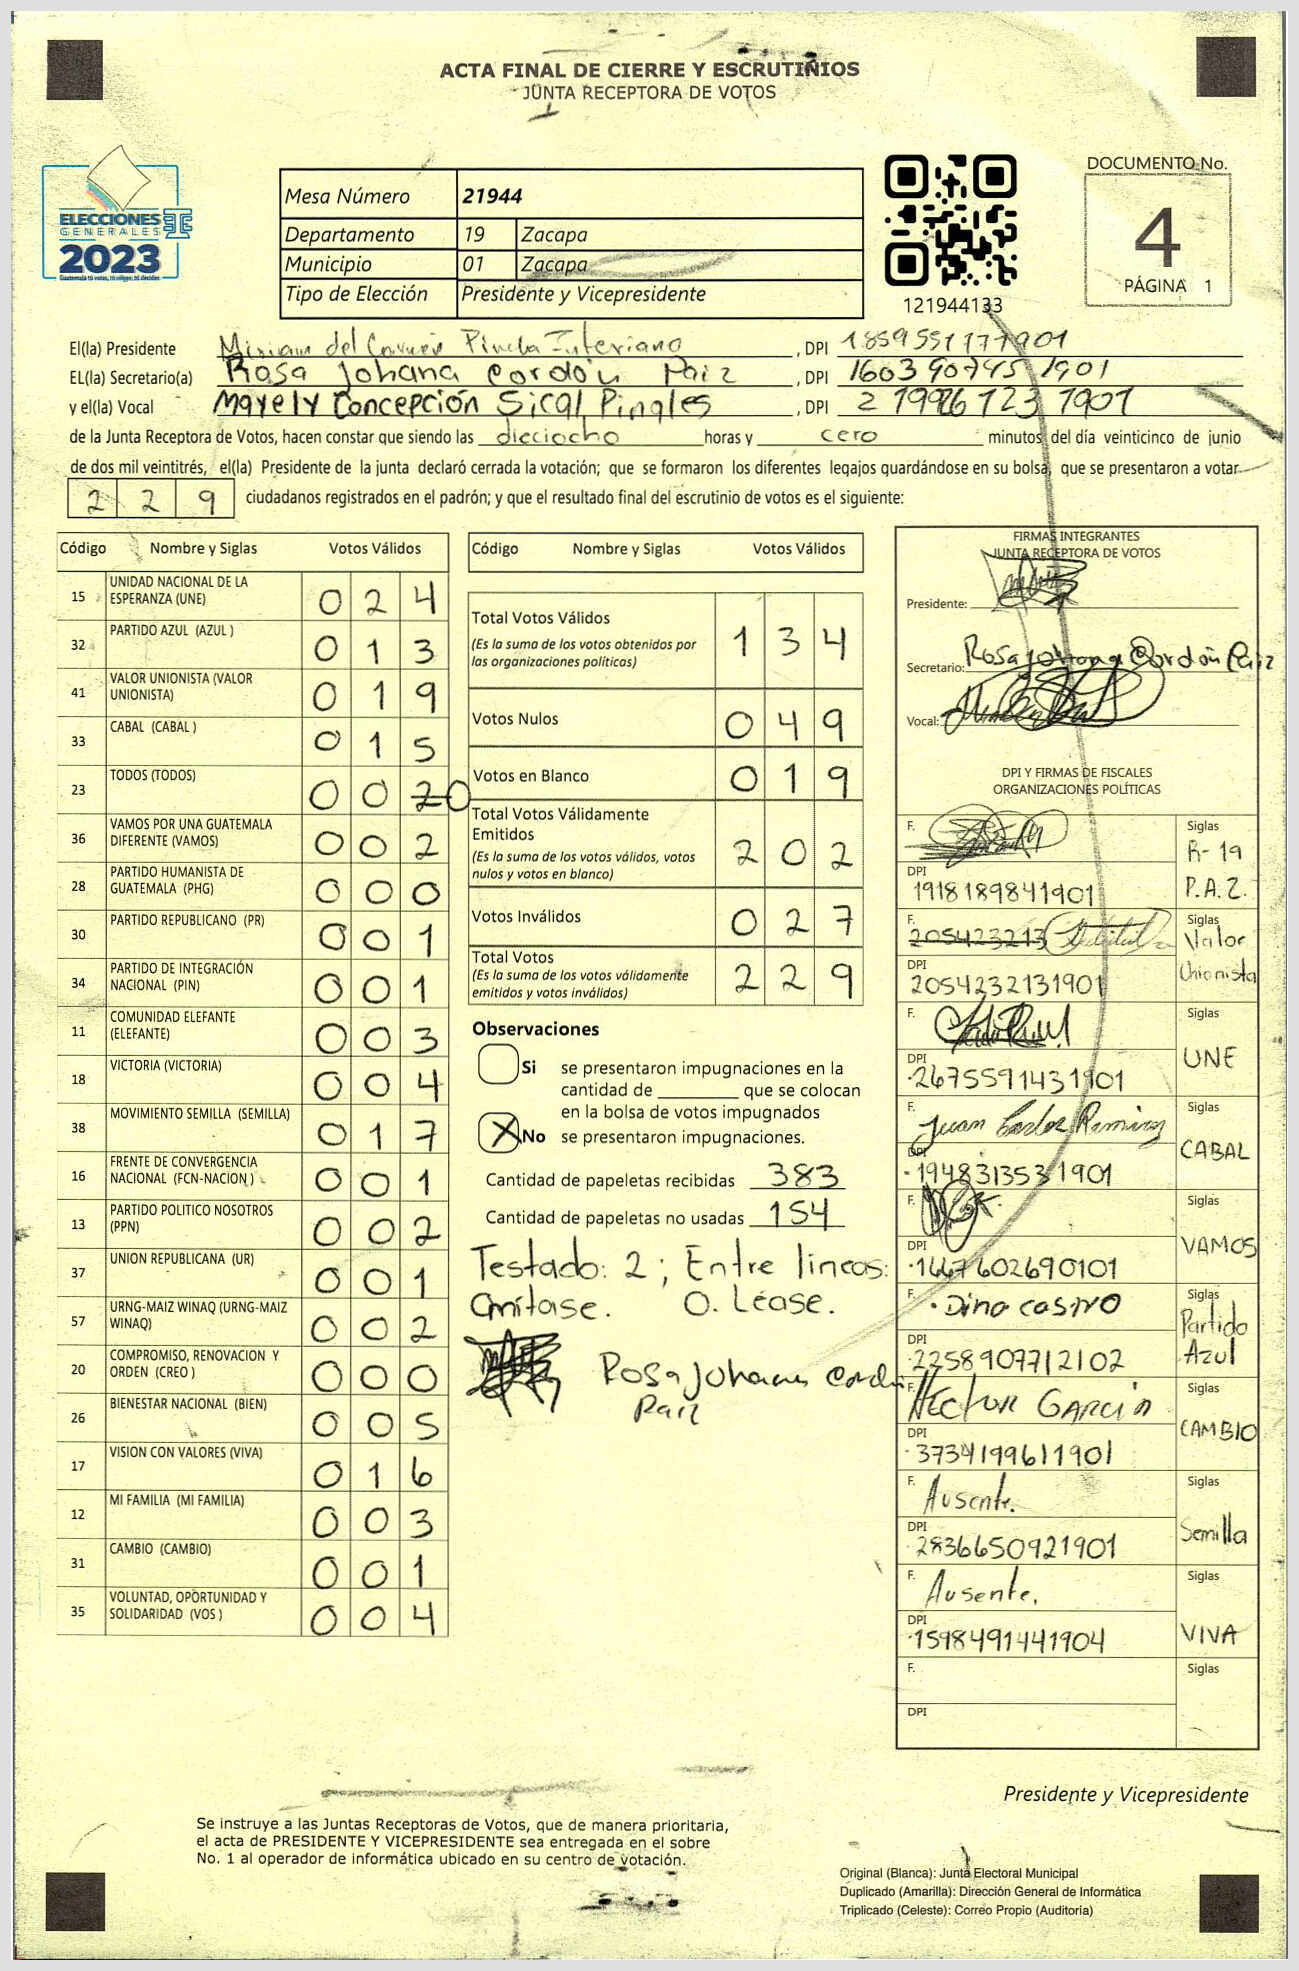 ACTA FINAL DE CIERRE Y ESCRUTINIOS
JUNTA RECEPTORA DE VOTOS
DOCUMENTO No.
4
PÁGINA 1
ELECCIONES
GENERALES
2023
Mesa Número 21944
Departamento 19 Zacapa
Municipio 01 Zacapa
Tipo de Elección Presidente y Vicepresidente
121944133
El(la) Presidente Miriam del Carmen Pineda Interiano, DPI 1859551771901
EL(la) Secretario(a) Rosa Johana Cordón Paiz, DPI 1603907451901
y el(la) Vocal Mayely Concepción Sical, DPI
de la Junta Receptora de Votos, hacen constar que siendo las dieciocho horas y cero minutos del día veinticinco de junio
de dos mil veintitrés, el(la) Presidente de la junta declaró cerrada la votación; que se formaron los diferentes legajos guardándose en su bolsa, que se presentaron a votar
2 2 9 ciudadanos registrados en el padrón; y que el resultado final del escrutinio de votos es el siguiente:
Código Nombre y Siglas Votos Válidos
15 UNIDAD NACIONAL DE LA ESPERANZA (UNE) 0 2 4
32 PARTIDO AZUL (AZUL ) 0 1 3
41 VALOR UNIONISTA (VALOR UNIONISTA) 0 1 9
33 CABAL (CABAL ) 0 1 5
23 TODOS (TODOS) 0 0 2 0
36 VAMOS POR UNA GUATEMALA DIFERENTE (VAMOS) 0 0 2
28 PARTIDO HUMANISTA DE GUATEMALA (PHG) 0 0 0
30 PARTIDO REPUBLICANO (PR) 0 0 1
34 PARTIDO DE INTEGRACIÓN NACIONAL (PIN) 0 0 1
11 COMUNIDAD ELEFANTE (ELEFANTE) 0 0 3
18 VICTORIA (VICTORIA) 0 0 4
38 MOVIMIENTO SEMILLA (SEMILLA) 0 1 7
16 FRENTE DE CONVERGENCIA NACIONAL (FCN-NACION ) 0 0 1
13 PARTIDO POLITICO NOSOTROS (PPN) 0 0 2
37 UNION REPUBLICANA (UR) 0 0 1
57 URNG-MAIZ WINAQ (URNG-MAIZ WINAQ) 0 0 2
20 COMPROMISO, RENOVACION Y ORDEN (CREO ) 0 0 0
26 BIENESTAR NACIONAL (BIEN) 0 0 5
17 VISION CON VALORES (VIVA) 0 1 6
12 MI FAMILIA (MI FAMILIA) 0 0 3
31 CAMBIO (CAMBIO) 0 0 1
35 VOLUNTAD, OPORTUNIDAD Y SOLIDARIDAD (VOS ) 0 0 4
Código Nombre y Siglas Votos Válidos
Total Votos Válidos 1 3 4
(Es la suma de los votos obtenidos por
las organizaciones políticas)
Votos Nulos 0 4 9
Votos en Blanco 0 1 9
Total Votos Válidamente
Emitidos 2 0 2
(Es la suma de los votos válidos, votos
nulos y votos en blanco)
Votos Inválidos 0 2 7
Total Votos 2 2 9
(Es la suma de los votos válidamente
emitidos y votos inválidos)
Observaciones
Si se presentaron impugnaciones en la
cantidad de ________ que se colocan
en la bolsa de votos impugnados
X No se presentaron impugnaciones.
Cantidad de papeletas recibidas 383
Cantidad de papeletas no usadas 154
Testado: 2; Entre lineas:
Omítase. 0. Léase.
Rosa Johana Cordón
Paiz
FIRMAS INTEGRANTES
JUNTA RECEPTORA DE VOTOS
Presidente:
Secretario: Rosa Johana Cordón Paiz
Vocal:
DPI Y FIRMAS DE FISCALES
ORGANIZACIONES POLÍTICAS
F. Siglas R-19
DPI 1918189841901 P.A.Z.
F. 205423213 Siglas Valor
DPI 2054232131901 Unionista
F. Siglas
DPI 2675591431901 UNE
F. Juan Carlos Ramirez Siglas
DPI 1948313531901 CABAL
F. Siglas
DPI 1667602690101 VAMOS
F. Dina Castro Siglas Partido
DPI 2258907712102 Azul
F. HECTOR GARCIA Siglas
DPI 3734199611901 CAMBIO
F. Ausente. Siglas
DPI 2836650921901 Semilla
F. Ausente. Siglas
DPI 1598491441904 VIVA
F. Siglas
DPI
Presidente y Vicepresidente
Se instruye a las Juntas Receptoras de Votos, que de manera prioritaria,
el acta de PRESIDENTE Y VICEPRESIDENTE sea entregada en el sobre
No. 1 al operador de informática ubicado en su centro de votación.
Original (Blanca): Junta Electoral Municipal
Duplicado (Amarilla): Dirección General de Informática
Triplicado (Celeste): Correo Propio (Auditoría)